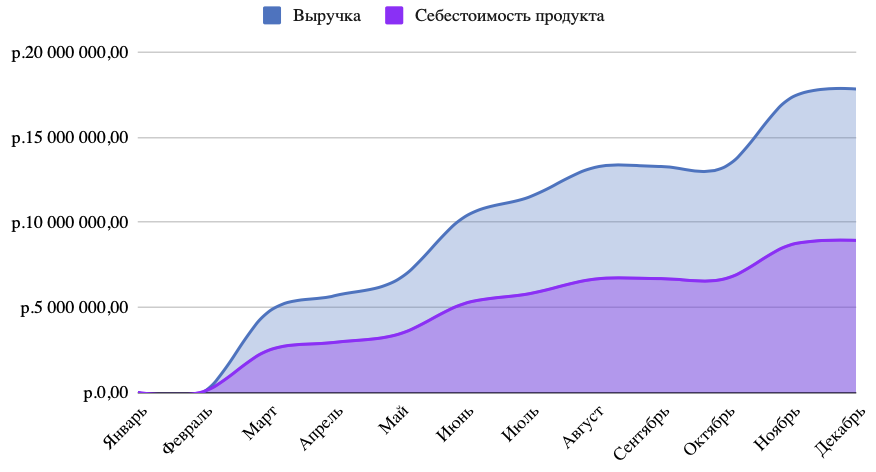 Выручка Себестоимость продукта
р.20 000 000,00
р.15 000 000,00
р.10 000 000,00
р.5 000 000,00
р.0,00
Январь Февраль Март Апрель Май Июнь Июль Август Сентябрь Октябрь Ноябрь Декабрь